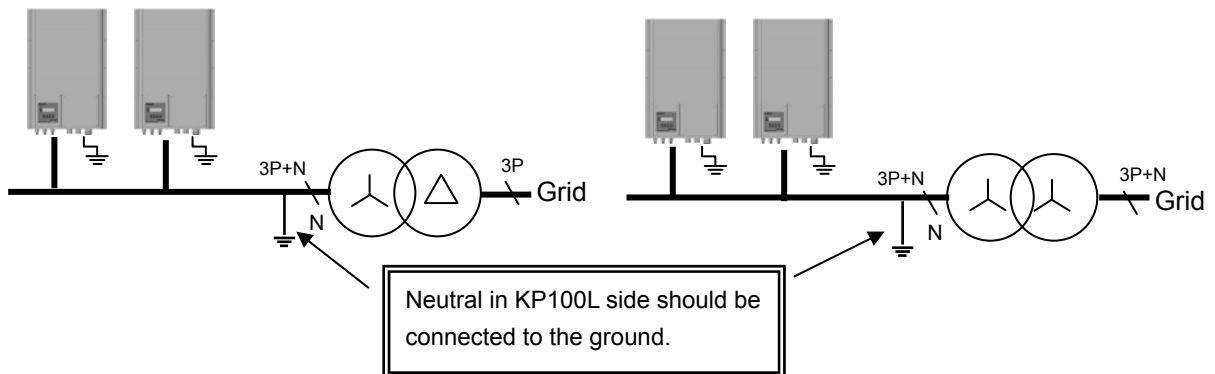 3P+N
3P
Grid
N
3P+N
3P+N
Grid
N
Neutral in KP100L side should be
connected to the ground.